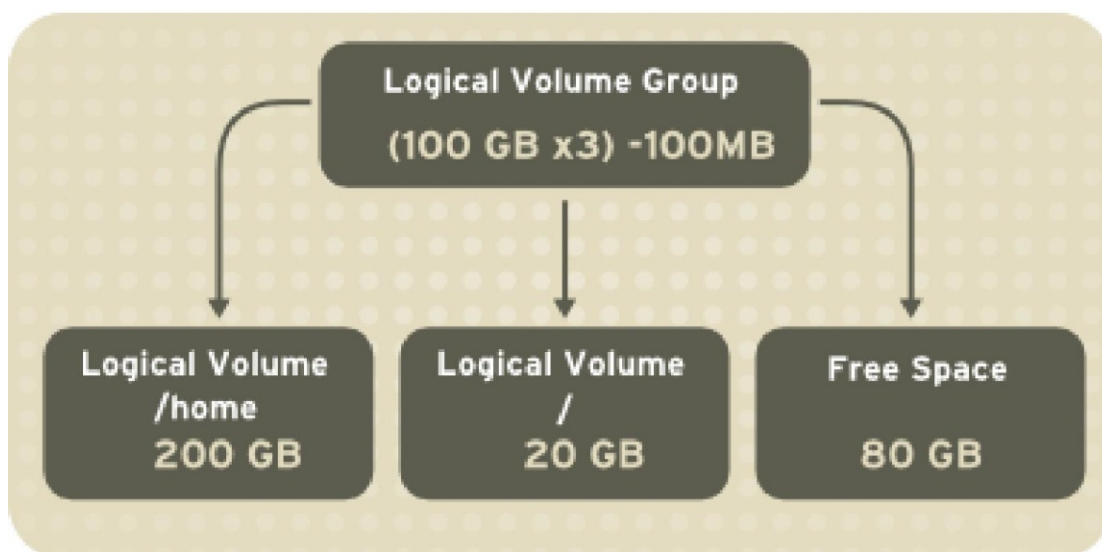 Logical Volume Group
(100 GB x3) -100MB
Logical Volume
/home
200 GB
Logical Volume
/
20 GB
Free Space
80 GB